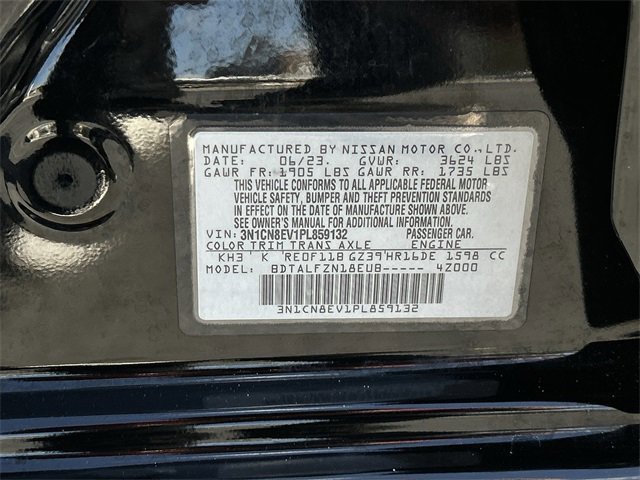 MANUFACTURED BY NISSAN MOTOR CO., LTD.
DATE: 06/23. GVWR: 3624 LBS
GAWR FR: 1905 LBS GAWR RR: 1735 LBS
THIS VEHICLE CONFORMS TO ALL APPLICABLE FEDERAL MOTOR
VEHICLE SAFETY, BUMPER AND THEFT PREVENTION STANDARDS
IN EFFECT ON THE DATE OF MANUFACTURE SHOWN ABOVE.
SEE OWNER'S MANUAL FOR ADDITIONAL INFORMATION.
VIN: 3N1CN8EV1PL859132 PASSENGER CAR.
COLOR TRIM TRANS AXLE ENGINE
KH3 ' K ' RE0F11B GZ39 ' HR16DE 1598 CC
MODEL: BDTALFZN18EUB----- 4Z000
3N1CN8EV1PL859132